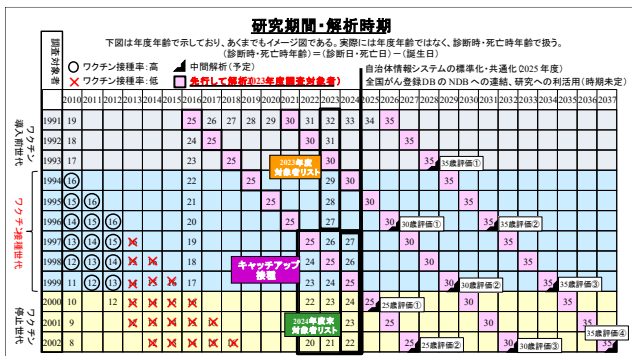 研究期間・解析時期
下図は年度年齢で示しており、あくまでもイメージ図である。実際には年度年齢ではなく、診断時・死亡時年齢で扱う。
(診断時・死亡時年齢)=(診断日・死亡日)－(誕生日)
調査対象者
ワクチン接種率:高 中間解析(予定)
ワクチン接種率:低 先行して解析(2023年度調査対象者)
自治体情報システムの標準化・共通化(2025年度)
全国がん登録DBのNDBへの連結、研究への利用(時期未定)
2010 2011 2012 2013 2014 2015 2016 2017 2018 2019 2020 2021 2022 2023 2024 2025 2026 2027 2028 2029 2030 2031 2032 2033 2034 2035 2036 2037
ワクチン導入前世代
1991 19 25 26 27 28 29 30 31 32 33 34 35
1992 18 24 25 30 31 35
1993 17 23 25 30 35 35歳評価①
2023年度対象者リスト
ワクチン接種世代
1994 16 22 25 29 30 35
1995 15 16 21 25 28 30 35
1996 14 15 16 20 25 27 30 30歳評価① 35 35歳評価②
1997 13 14 15 19 25 26 27 30 35
キャッチアップ接種
1998 12 13 14 18 24 25 26 30 35
1999 11 12 13 17 23 24 25 30 30歳評価② 35 35歳評価③
ワクチン停止世代
2000 10 12 22 23 24 25 25歳評価① 30 35
2024年度末対象者リスト
2001 9 21 22 23 25 30 35
2002 8 20 21 22 25 25歳評価② 30 30歳評価③ 35 35歳評価④